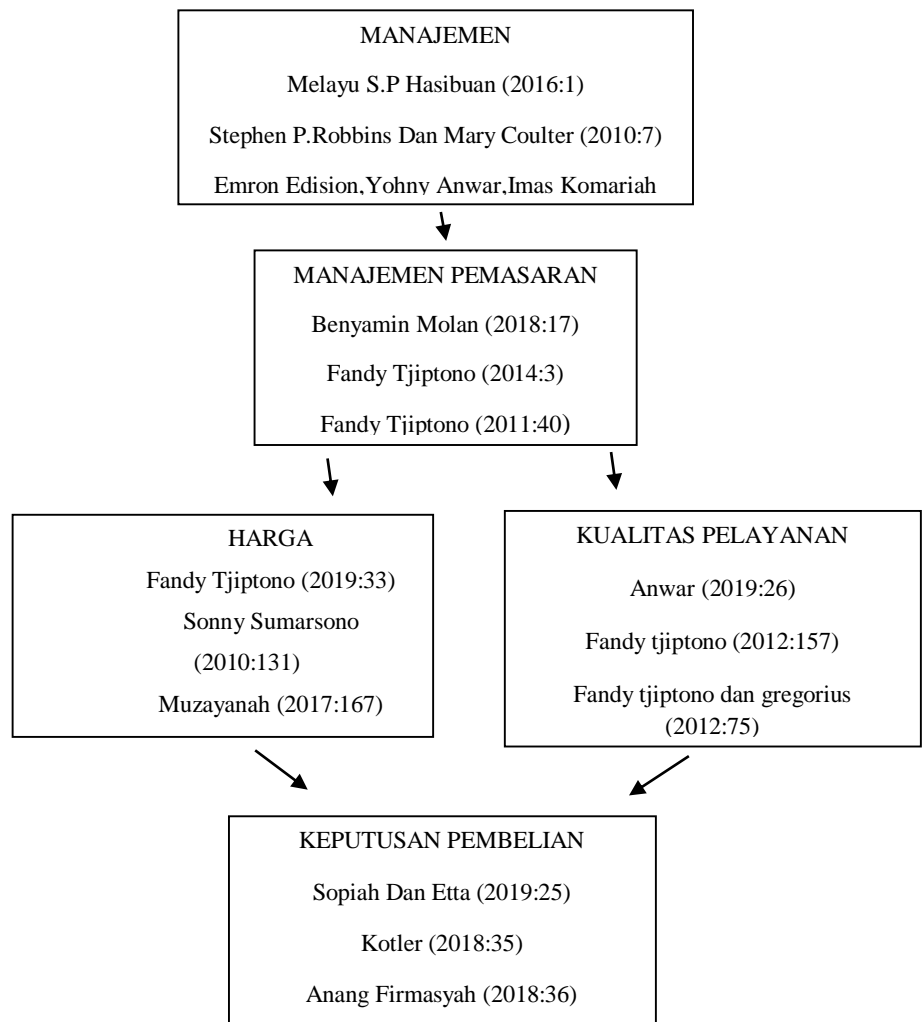 MANAJEMEN
Melayu S.P Hasibuan (2016:1)
Stephen P.Robbins Dan Mary Coulter (2010:7)
Emron Edision,Yohny Anwar,Imas Komariah
MANAJEMEN PEMASARAN
Benyamin Molan (2018:17)
Fandy Tjiptono (2014:3)
Fandy Tjiptono (2011:40)
HARGA
Fandy Tjiptono (2019:33)
Sonny Sumarsono
(2010:131)
Muzayanah (2017:167)
KUALITAS PELAYANAN
Anwar (2019:26)
Fandy tjiptono (2012:157)
Fandy tjiptono dan gregorius
(2012:75)
KEPUTUSAN PEMBELIAN
Sopiah Dan Etta (2019:25)
Kotler (2018:35)
Anang Firmasyah (2018:36)